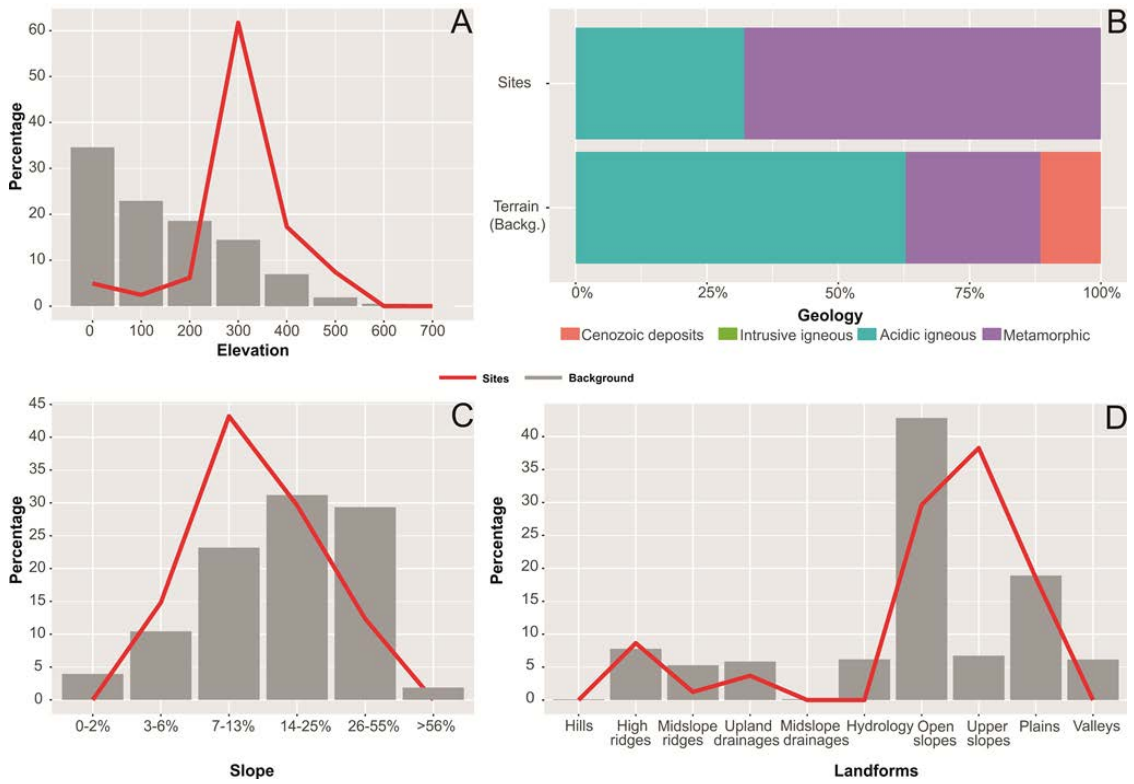 A
Percentage
60
50
40
30
20
10
0
0 100 200 300 400 500 600 700
Elevation
B
Sites
Terrain
(Backg.)
0% 25% 50% 75% 100%
Geology
Cenozoic deposits Intrusive igneous Acidic igneous Metamorphic
Sites Background
C
Percentage
45
40
35
30
25
20
15
10
5
0
0-2% 3-6% 7-13% 14-25% 26-55% >56%
Slope
D
Percentage
40
35
30
25
20
15
10
5
0
Hills High ridges Midslope ridges Upland drainages Midslope drainages Hydrology Open slopes Upper slopes Plains Valleys
Landforms